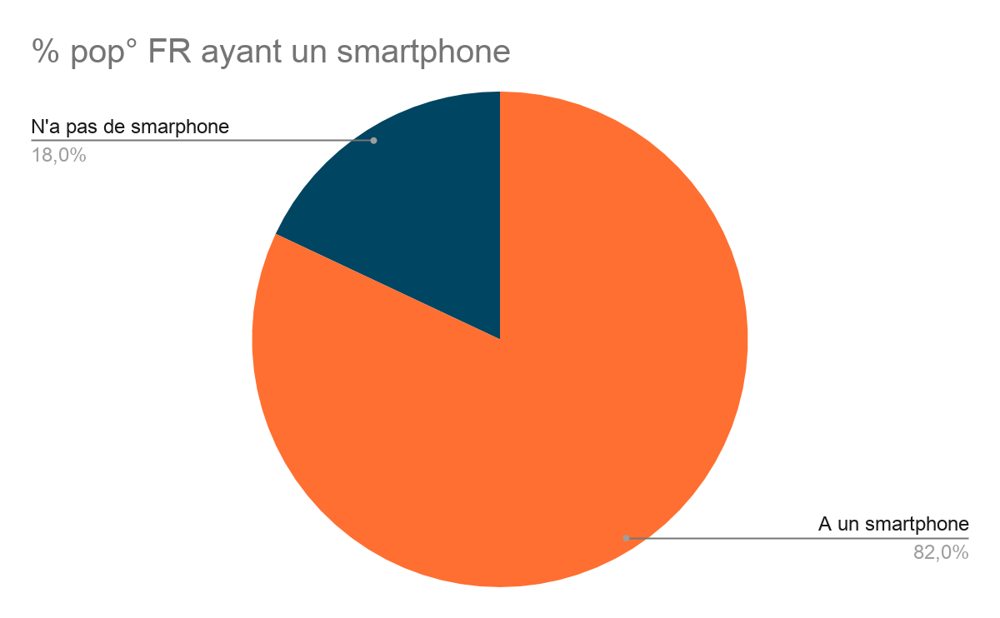 % pop° FR ayant un smartphone
N'a pas de smarphone
18,0%
A un smartphone
82,0%